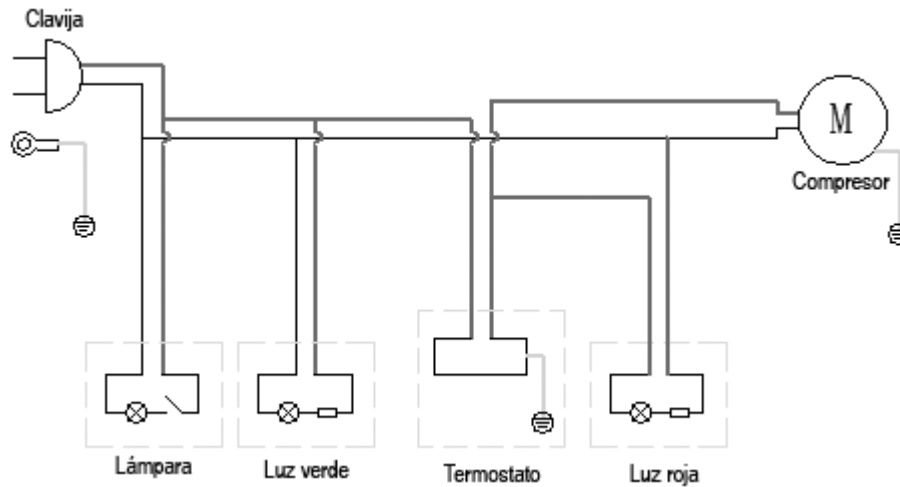 Clavija
M
Compresor
Lámpara
Luz verde
Termostato
Luz roja